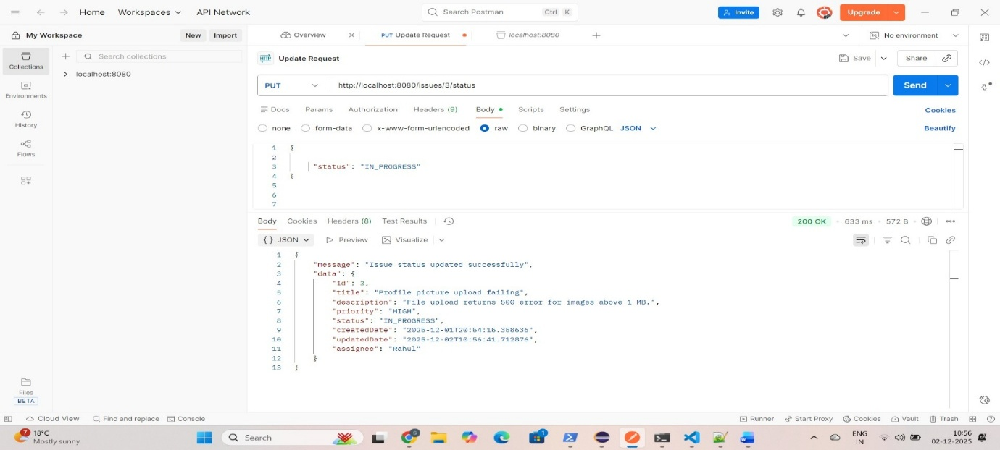 Home Workspaces API Network Search Postman Ctrl K Invite Upgrade
My Workspace New Import Overview PUT Update Request localhost:8080 No environment
Collections Search collections HTTP Update Request Save Share
localhost:8080
PUT http://localhost:8080/issues/3/status Send
Environments
Docs Params Authorization Headers (9) Body Scripts Settings Cookies
History
none form-data x-www-form-urlencoded raw binary GraphQL JSON Beautify
Flows
1 {
2
3 "status": "IN_PROGRESS"
4 }
5
6
7
Body Cookies Headers (8) Test Results 200 OK 633 ms 572 B
{} JSON Preview Visualize
1 {
2 "message": "Issue status updated successfully",
3 "data": {
4 "id": 3,
5 "title": "Profile picture upload failing",
6 "description": "File upload returns 500 error for images above 1 MB.",
7 "priority": "HIGH",
8 "status": "IN_PROGRESS",
9 "createdDate": "2025-12-01T20:54:15.358636",
10 "updatedDate": "2025-12-02T10:56:41.712876",
11 "assignee": "Rahul"
12 }
13 }
Files
BETA
Cloud View Find and replace Console Runner Start Proxy Cookies Vault Trash
7 18°C
Mostly sunny
Search
5
1
ENG
IN
10:56
02-12-2025